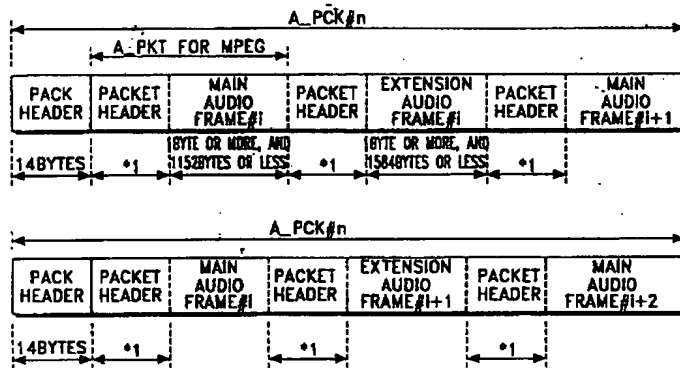 A_PCK#n
A_PKT FOR MPEG
PACK HEADER
PACKET HEADER
MAIN AUDIO FRAME#i
PACKET HEADER
EXTENSION AUDIO FRAME#i
PACKET HEADER
MAIN AUDIO FRAME#i+1
14BYTES
*1
1BYTE OR MORE, AND 1152BYTES OR LESS
*1
1BYTE OR MORE, AND 1584BYTES OR LESS
*1
A_PCK#n
PACK HEADER
PACKET HEADER
MAIN AUDIO FRAME#i
PACKET HEADER
EXTENSION AUDIO FRAME#i+1
PACKET HEADER
MAIN AUDIO FRAME#i+2
14BYTES
*1
*1
*1